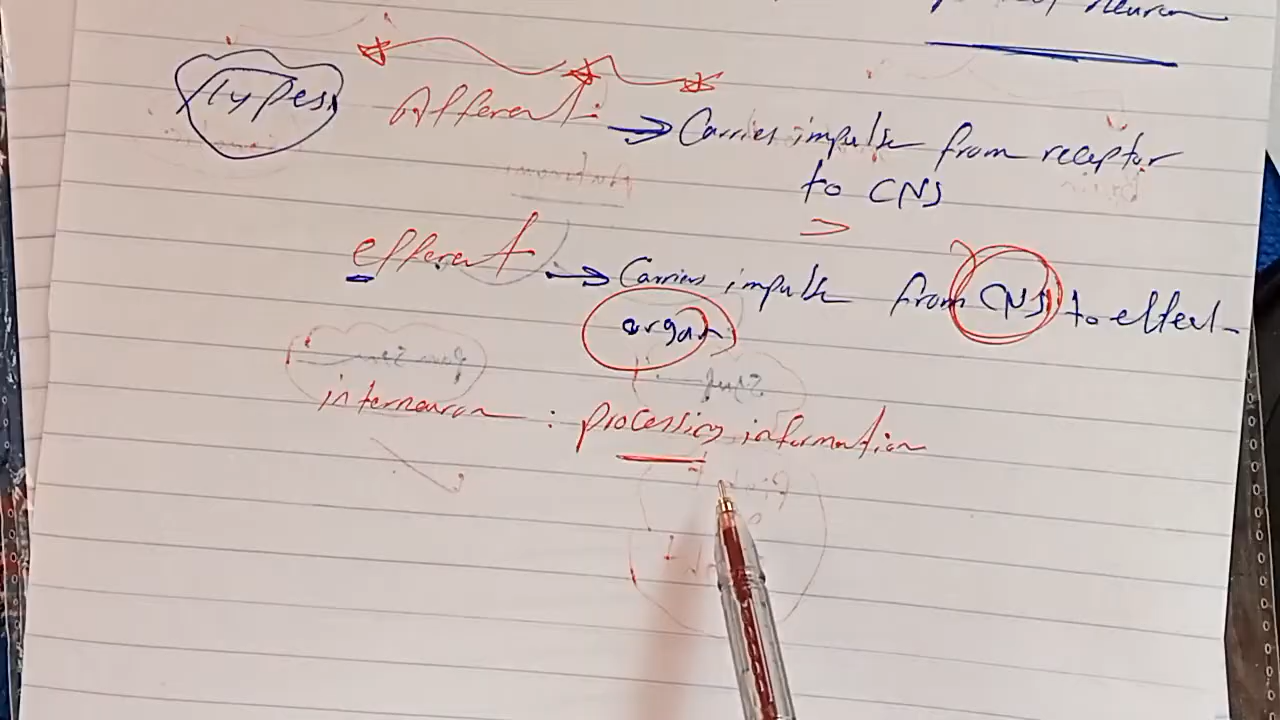 neuron
Types
Afferent → Carries impulse from receptor
to CNS
efferent → Carries impulse from CNS to effect-
organ
interneuron : processing information